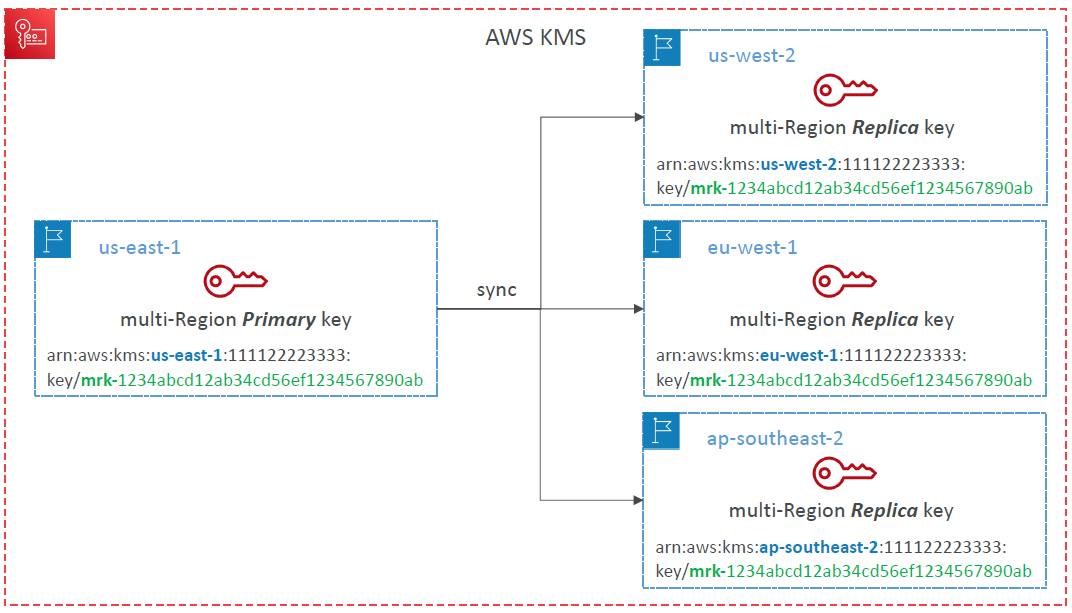 AWS KMS
us-east-1
multi-Region Primary key
arn:aws:kms:us-east-1:111122223333:
key/mrk-1234abcd12ab34cd56ef1234567890ab
sync
us-west-2
multi-Region Replica key
arn:aws:kms:us-west-2:111122223333:
key/mrk-1234abcd12ab34cd56ef1234567890ab
eu-west-1
multi-Region Replica key
arn:aws:kms:eu-west-1:111122223333:
key/mrk-1234abcd12ab34cd56ef1234567890ab
ap-southeast-2
multi-Region Replica key
arn:aws:kms:ap-southeast-2:111122223333:
key/mrk-1234abcd12ab34cd56ef1234567890ab